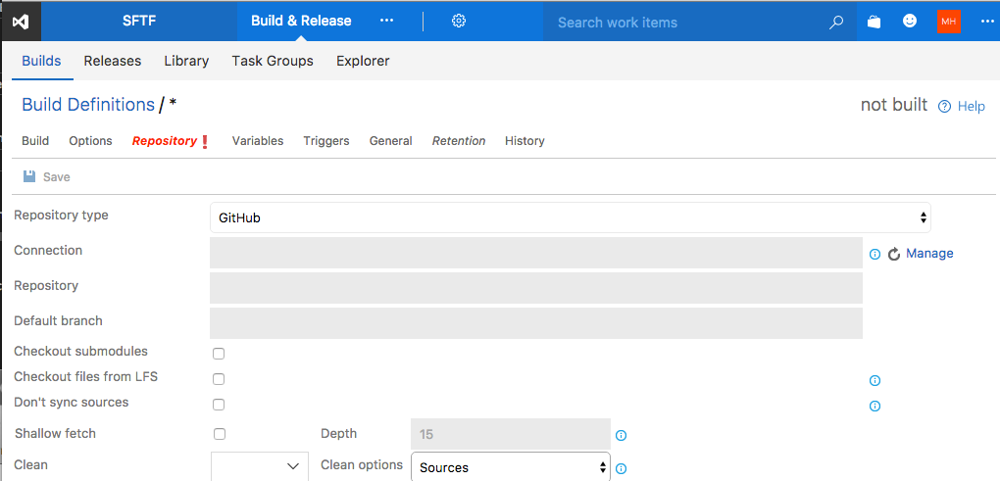 SFTF Build & Release ··· Search work items MH ···
Builds Releases Library Task Groups Explorer
Build Definitions / * not built Help
Build Options Repository ! Variables Triggers General Retention History
Save
Repository type GitHub
Connection Manage
Repository
Default branch
Checkout submodules
Checkout files from LFS
Don't sync sources
Shallow fetch Depth 15
Clean Clean options Sources